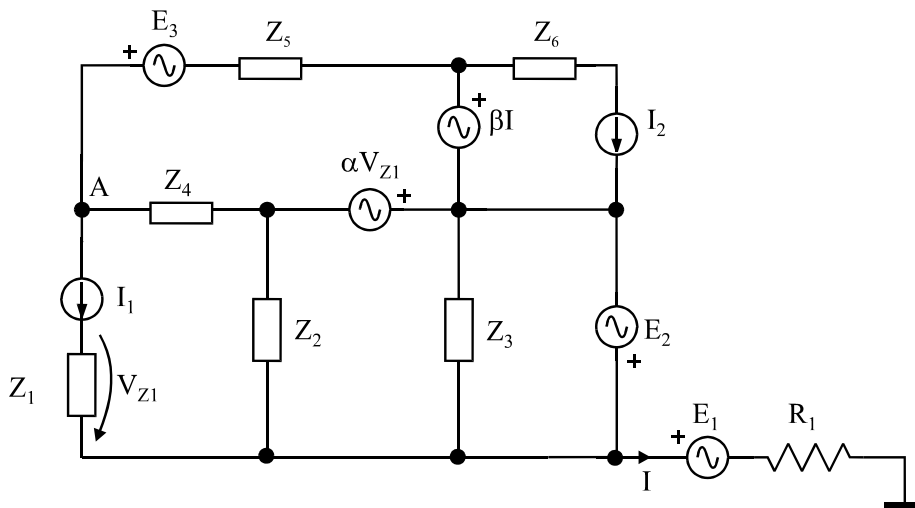 E3
Z5
Z6
+
+
βI
I2
αVZ1
A
Z4
+
I1
Z2
Z3
E2
+
Z1
VZ1
E1
R1
+
I